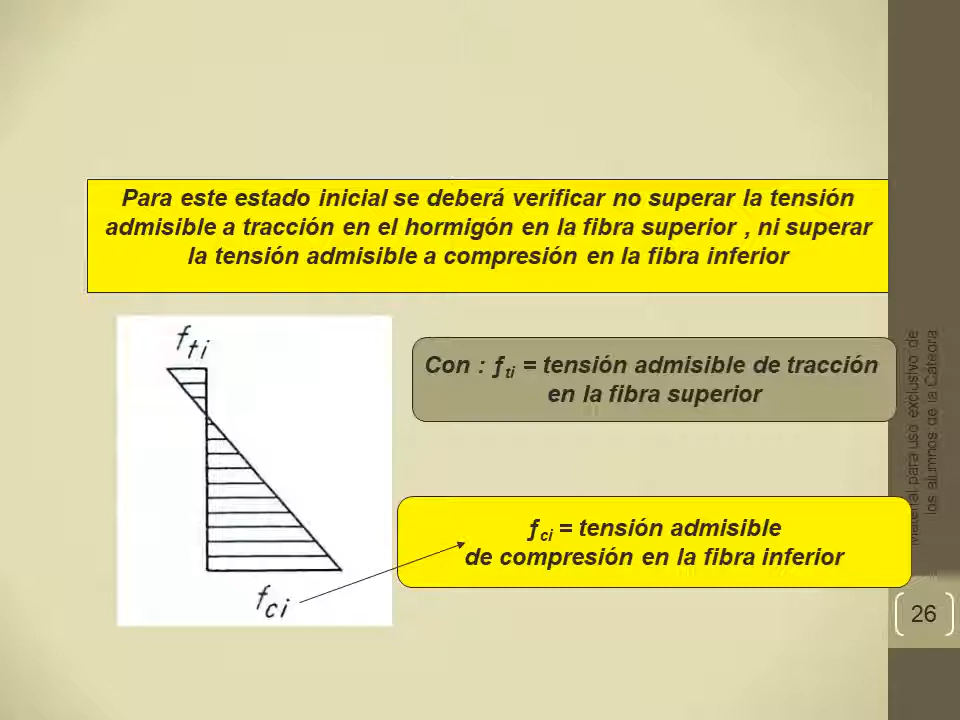 Para este estado inicial se deberá verificar no superar la tensión
admisible a tracción en el hormigón en la fibra superior , ni superar
la tensión admisible a compresión en la fibra inferior
f ti
Con : ƒti = tensión admisible de tracción
en la fibra superior
ƒci = tensión admisible
de compresión en la fibra inferior
f ci
Material para uso exclusivo de
los alumnos de la Cáteora
26